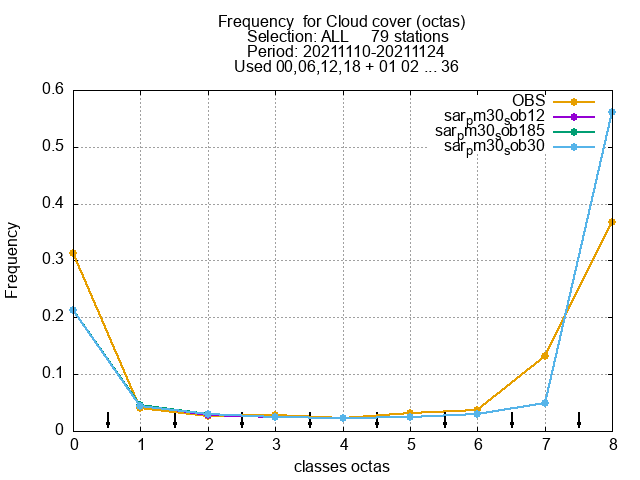 Frequency  for Cloud cover (octas)
Selection: ALL     79 stations
Period: 20211110-20211124
Used 00,06,12,18 + 01 02 ... 36
OBS
sar_pm30_sob12
sar_pm30_sob185
sar_pm30_sob30
0.6
0.5
0.4
0.3
0.2
0.1
0
Frequency
0 1 2 3 4 5 6 7 8
classes octas